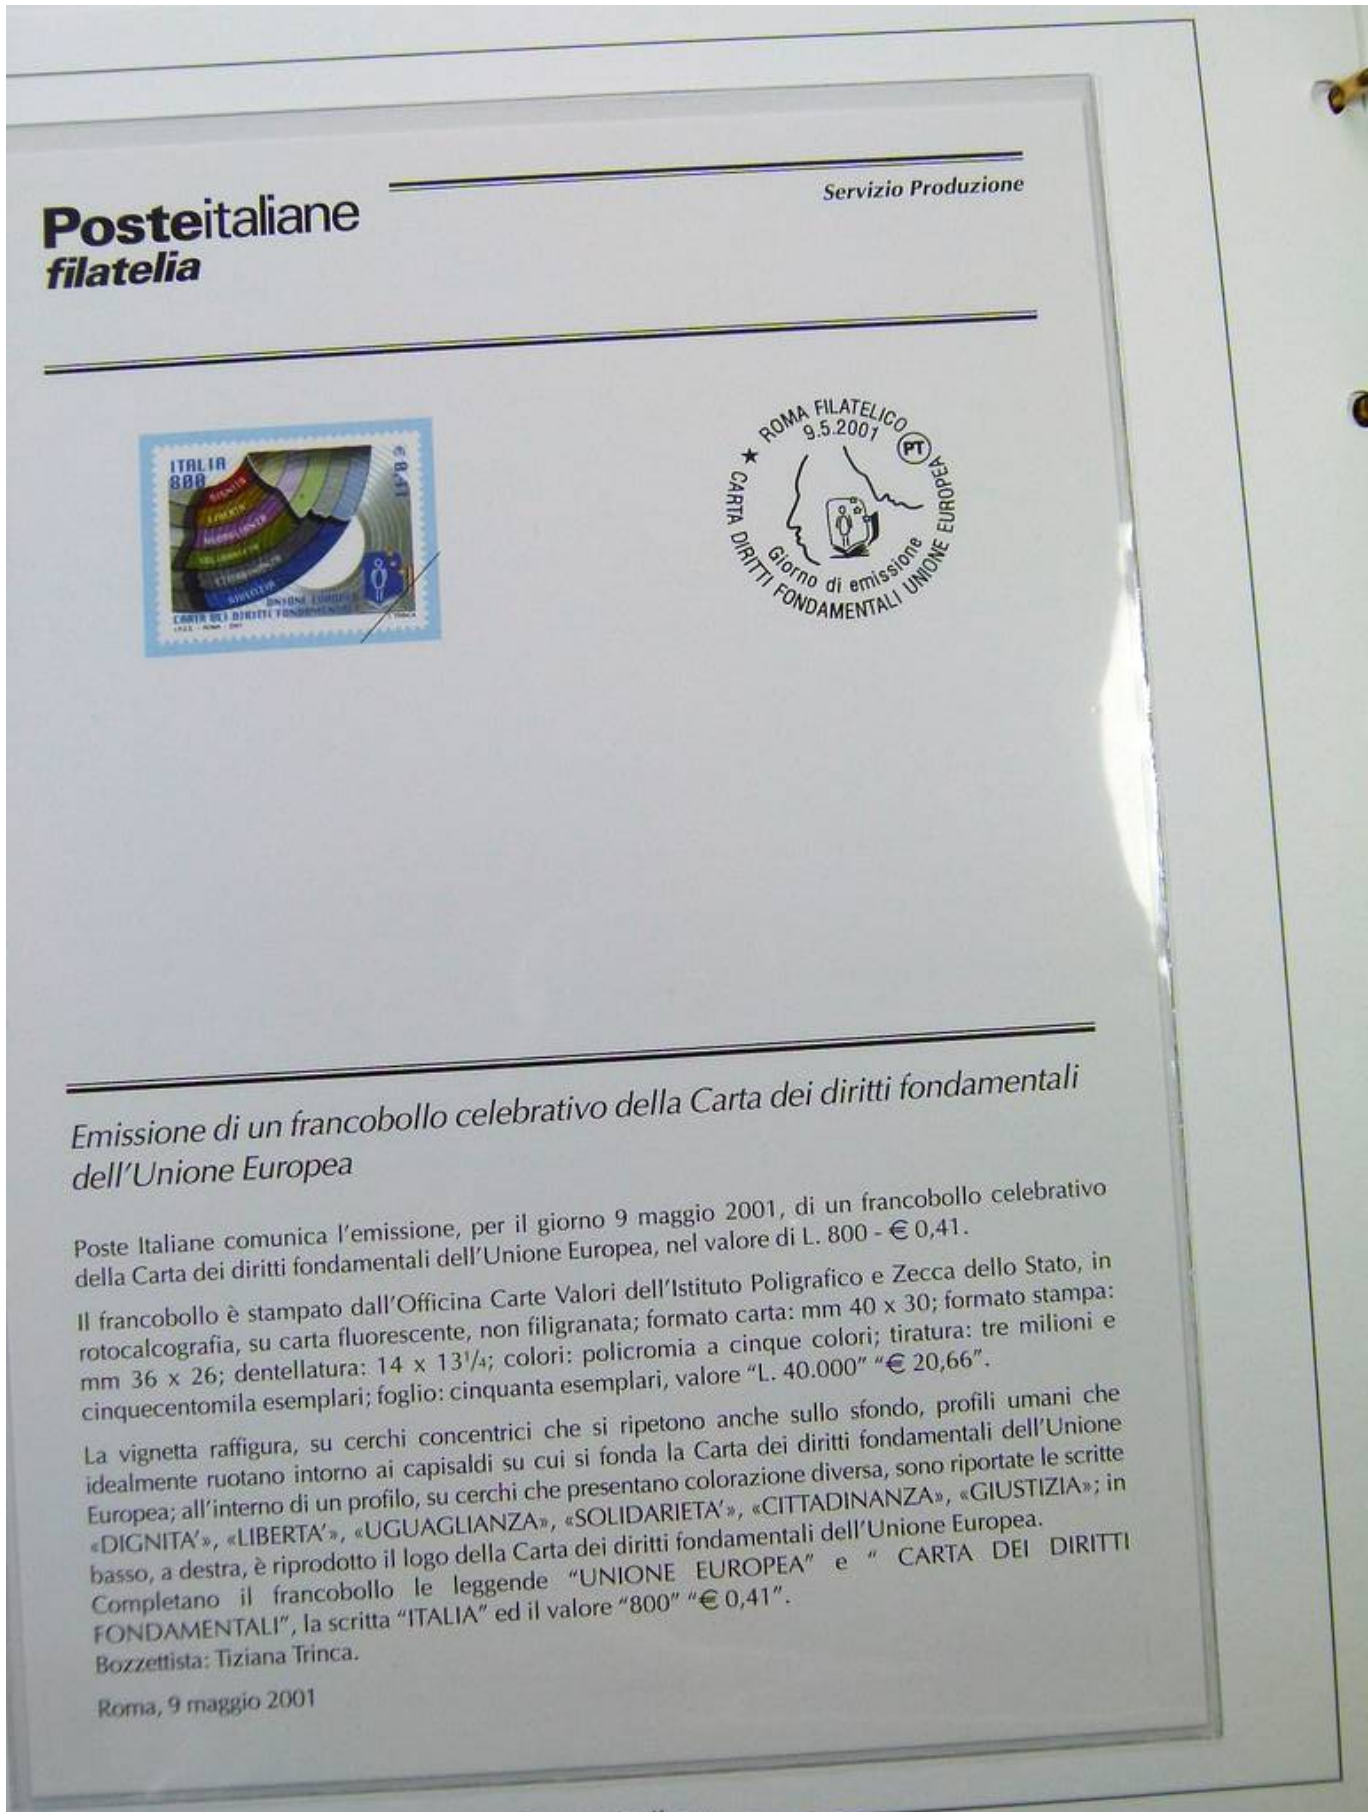 Posteitaliane
filatelia
Servizio Produzione
ITALIA
800
€ 0,41
DIGNITA'
LIBERTA'
UGUAGLIANZA
SOLIDARIETA'
CITTADINANZA
GIUSTIZIA
UNIONE EUROPEA
CARTA DEI DIRITTI FONDAMENTALI
I.P.Z.S. - ROMA - 2001
T. TRINCA
ROMA FILATELICO
9.5.2001
PT
★ CARTA DIRITTI FONDAMENTALI UNIONE EUROPEA
Giorno di emissione
Emissione di un francobollo celebrativo della Carta dei diritti fondamentali
dell'Unione Europea
Poste Italiane comunica l'emissione, per il giorno 9 maggio 2001, di un francobollo celebrativo
della Carta dei diritti fondamentali dell'Unione Europea, nel valore di L. 800 - € 0,41.
Il francobollo è stampato dall'Officina Carte Valori dell'Istituto Poligrafico e Zecca dello Stato, in
rotocalcografia, su carta fluorescente, non filigranata; formato carta: mm 40 x 30; formato stampa:
mm 36 x 26; dentellatura: 14 x 13¹/₄; colori: policromia a cinque colori; tiratura: tre milioni e
cinquecentomila esemplari; foglio: cinquanta esemplari, valore "L. 40.000" "€ 20,66".
La vignetta raffigura, su cerchi concentrici che si ripetono anche sullo sfondo, profili umani che
idealmente ruotano intorno ai capisaldi su cui si fonda la Carta dei diritti fondamentali dell'Unione
Europea; all'interno di un profilo, su cerchi che presentano colorazione diversa, sono riportate le scritte
«DIGNITA'», «LIBERTA'», «UGUAGLIANZA», «SOLIDARIETA'», «CITTADINANZA», «GIUSTIZIA»; in
basso, a destra, è riprodotto il logo della Carta dei diritti fondamentali dell'Unione Europea.
Completano il francobollo le leggende "UNIONE EUROPEA" e " CARTA DEI DIRITTI
FONDAMENTALI", la scritta "ITALIA" ed il valore "800" "€ 0,41".
Bozzettista: Tiziana Trinca.
Roma, 9 maggio 2001